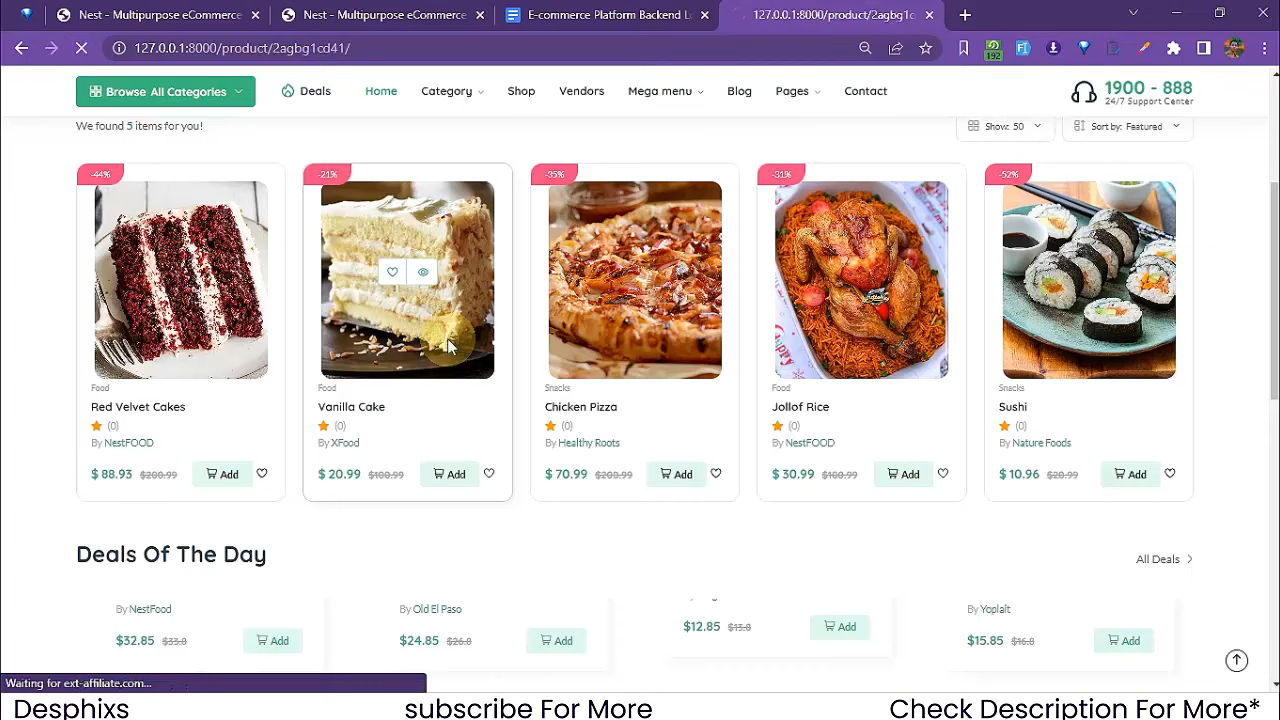 Nest - Multipurpose eCommerce
Nest - Multipurpose eCommerce
E-commerce Platform Backend L
127.0.0.1:8000/product/2agbg1c
127.0.0.1:8000/product/2agbg1cd41/
192
Browse All Categories
Deals
Home
Category
Shop
Vendors
Mega menu
Blog
Pages
Contact
1900 - 888
24/7 Support Center
We found 5 items for you!
Show: 50
Sort by: Featured
-44%
-21%
-35%
-31%
-52%
Food
Red Velvet Cakes
(0)
By NestFOOD
$ 88.93 $200.99
Add
Food
Vanilla Cake
(0)
By XFood
$ 20.99 $100.99
Add
Snacks
Chicken Pizza
(0)
By Healthy Roots
$ 70.99 $200.99
Add
Food
Jollof Rice
(0)
By NestFOOD
$ 30.99 $100.99
Add
Snacks
Sushi
(0)
By Nature Foods
$ 10.96 $20.99
Add
Deals Of The Day
All Deals
By NestFood
$32.85 $33.8
Add
By Old El Paso
$24.85 $26.8
Add
$12.85 $13.8
Add
By Yoplait
$15.85 $16.8
Add
Waiting for ext-affiliate.com...
Desphixs
subscribe For More
Check Description For More*